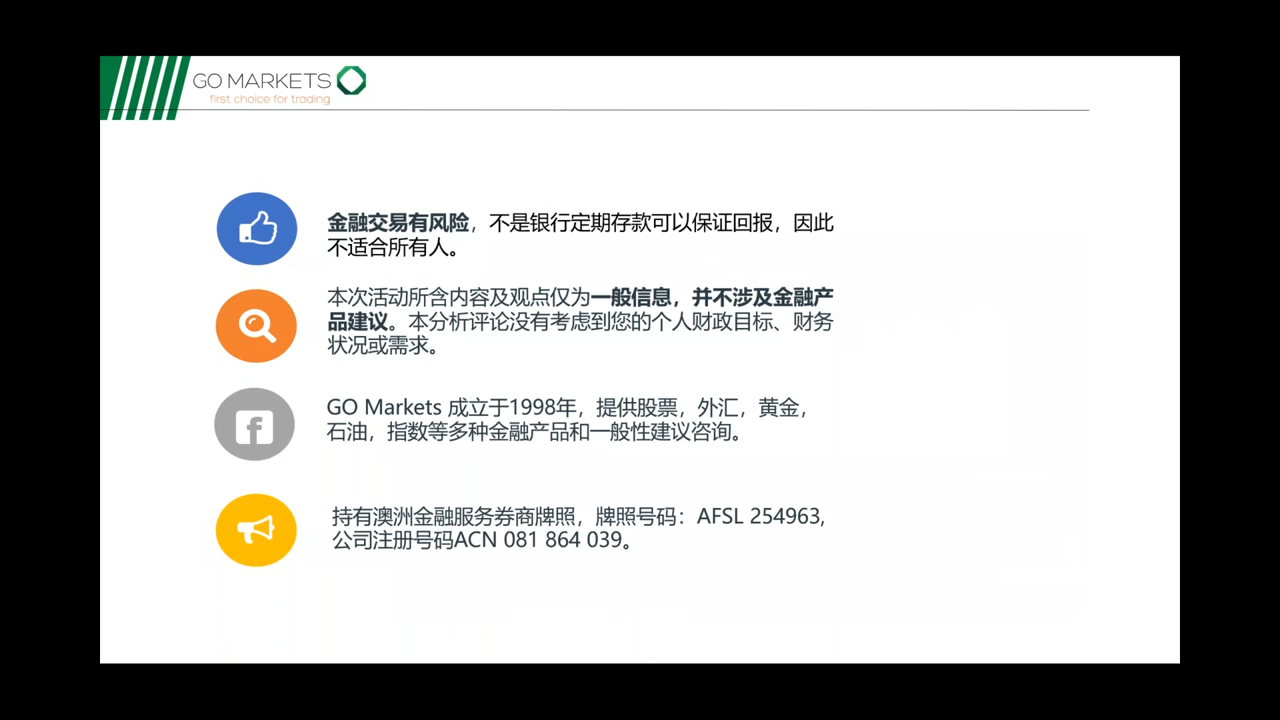 GO MARKETS
first choice for trading
金融交易有风险，不是银行定期存款可以保证回报，因此
不适合所有人。
本次活动所含内容及观点仅为一般信息，并不涉及金融产
品建议。本分析评论没有考虑到您的个人财政目标、财务
状况或需求。
GO Markets 成立于1998年，提供股票，外汇，黄金，
石油，指数等多种金融产品和一般性建议咨询。
持有澳洲金融服务券商牌照，牌照号码：AFSL 254963,
公司注册号码ACN 081 864 039。